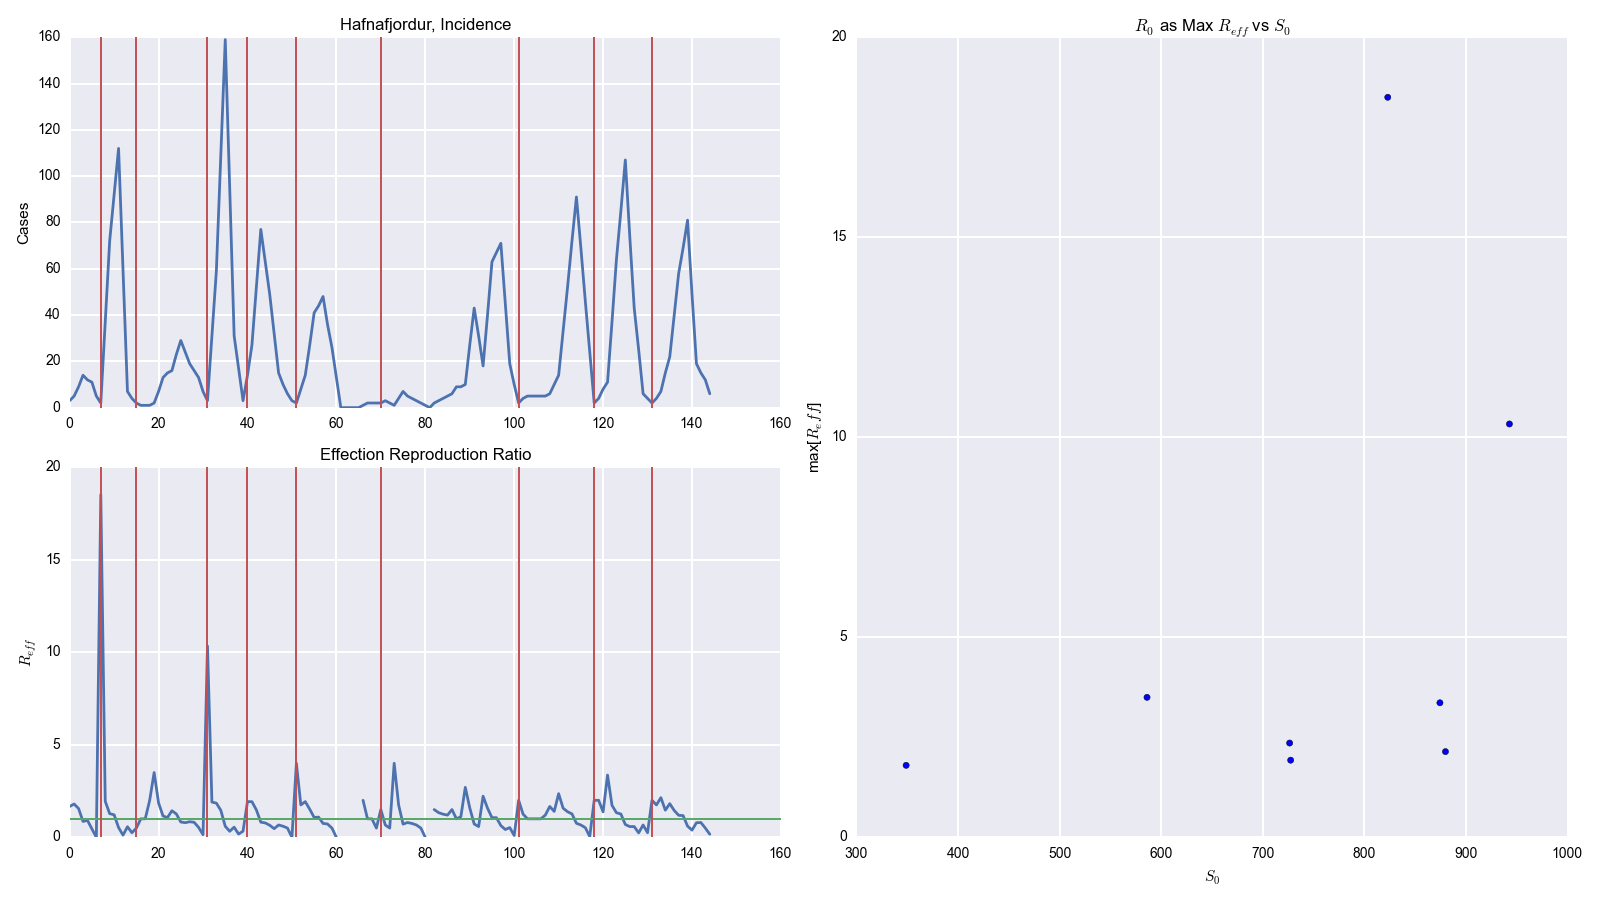 Hafnafjordur, Incidence
160
140
120
100
80
60
40
20
0
Cases
0 20 40 60 80 100 120 140 160
Effection Reproduction Ratio
20
15
10
5
0
R_eff
0 20 40 60 80 100 120 140 160
R_0 as Max R_eff vs S_0
20
15
10
5
0
max[R_eff]
300 400 500 600 700 800 900 1000
S_0